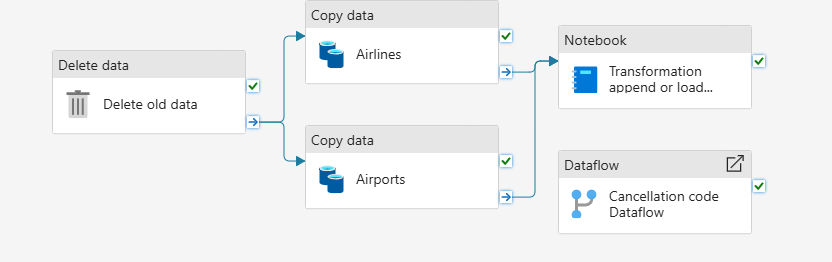 Delete data
Delete old data
Copy data
Airlines
Copy data
Airports
Notebook
Transformation
append or load...
Dataflow
Cancellation code
Dataflow